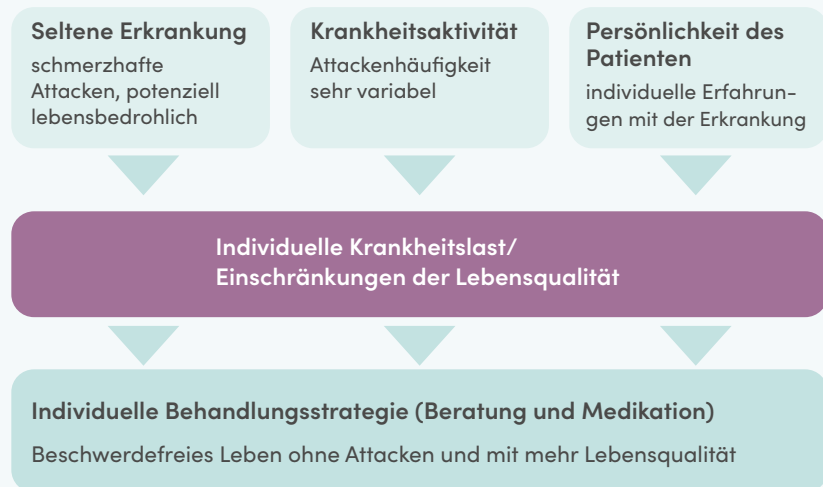 Seltene Erkrankung
schmerzhafte
Attacken, potenziell
lebensbedrohlich
Krankheitsaktivität
Attackenhäufigkeit
sehr variabel
Persönlichkeit des
Patienten
individuelle Erfahrun-
gen mit der Erkrankung
Individuelle Krankheitslast/
Einschränkungen der Lebensqualität
Individuelle Behandlungsstrategie (Beratung und Medikation)
Beschwerdefreies Leben ohne Attacken und mit mehr Lebensqualität